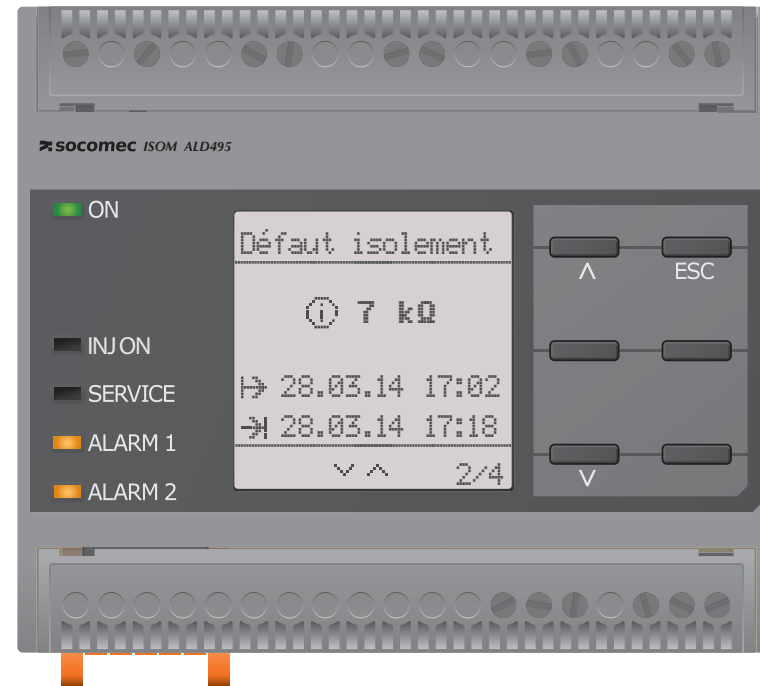 socomec ISOM ALD495
ON
Défaut isolement
Λ
ESC
7 kΩ
INJ ON
28.03.14 17:02
SERVICE
28.03.14 17:18
ALARM 1
2/4
V
ALARM 2